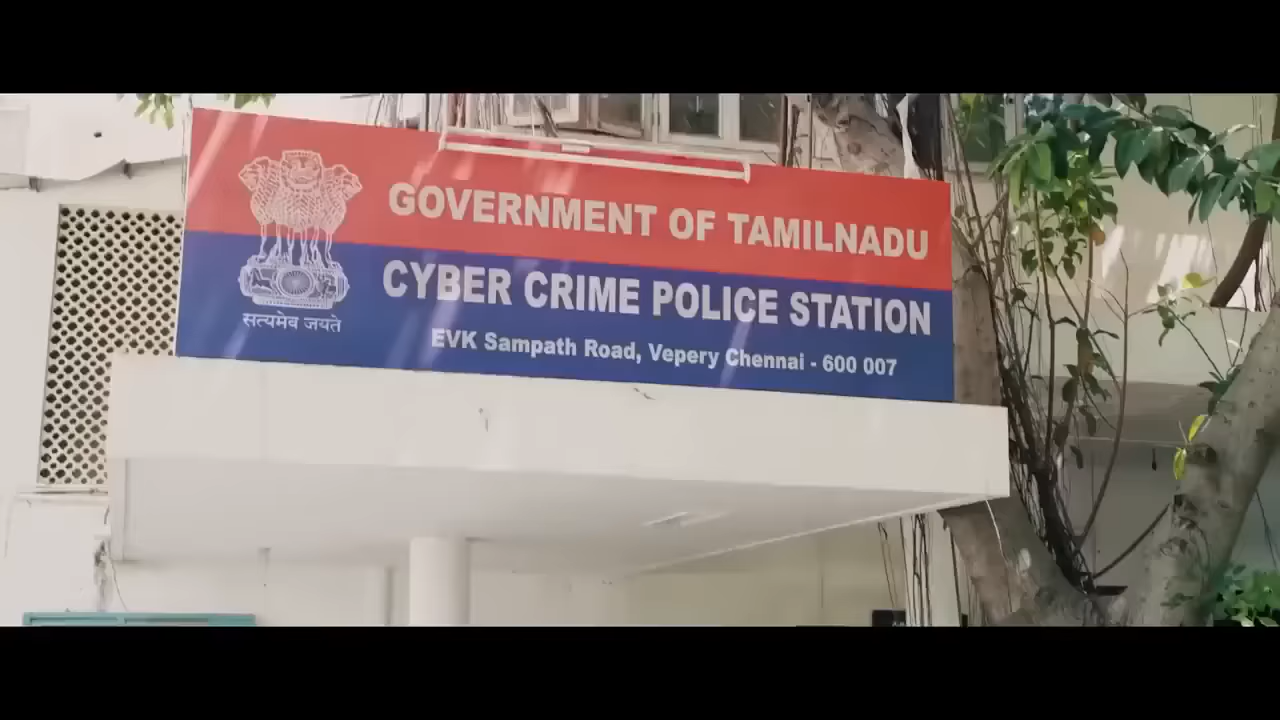 GOVERNMENT OF TAMILNADU
CYBER CRIME POLICE STATION
EVK Sampath Road, Vepery Chennai - 600 007
सत्यमेव जयते